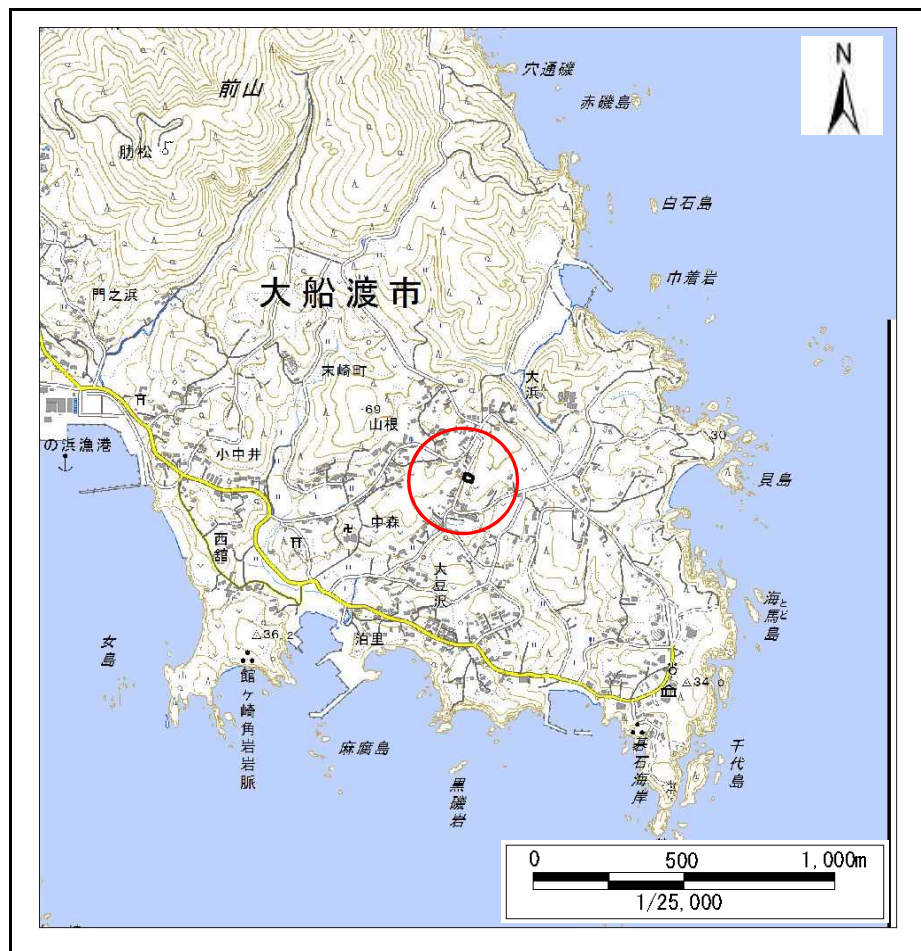 穴通磯
前山
赤磯島
N
肋松
白石島
門之浜
大船渡市
巾着岩
末崎町
大浜
69
山根
30
の浜漁港
小中井
貝島
西舘
中森
大豆沢
海馬島
とど
女島
36.2
泊里
34.0
館ヶ崎角岩岩脈
麻腐島
黒磯岩
碁石海岸
千代島
0 500 1,000m
1/25,000